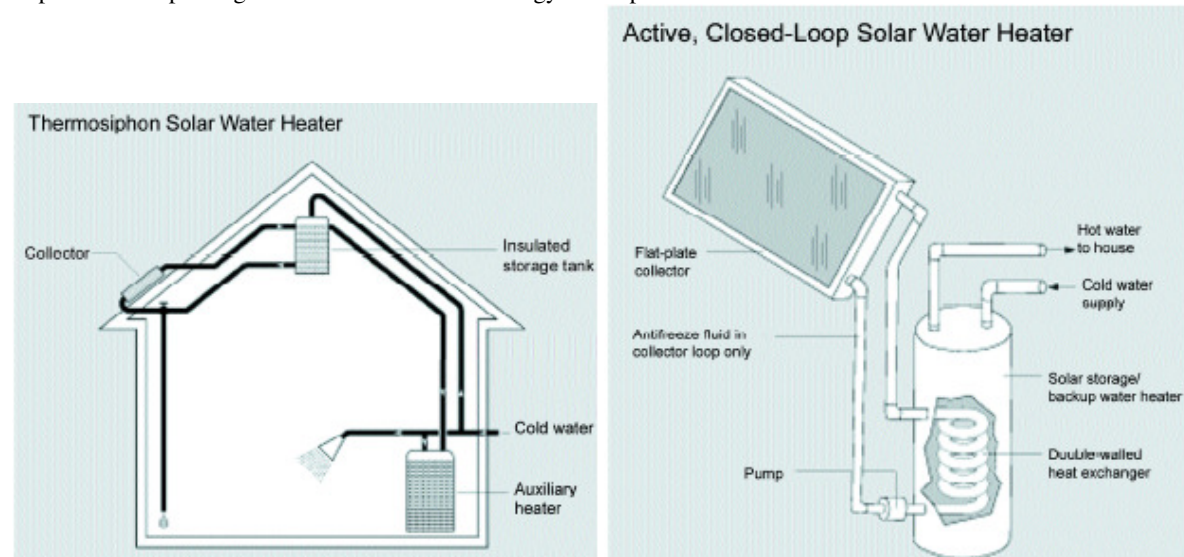 Active, Closed-Loop Solar Water Heater
Thermosiphon Solar Water Heater
Collector
Insulated
storage tank
Cold water
Auxiliary
heater
Flat-plate
collector
Hot water
to house
Cold water
supply
Antifreeze fluid in
collector loop only
Solar storage/
backup water heater
Pump
Double-walled
heat exchanger